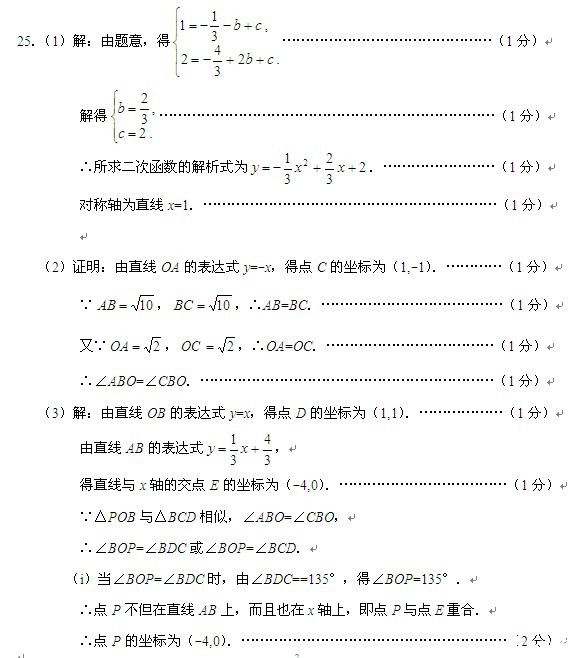 25.（1）解：由题意，得 { 1=-1/3-b+c, 2=-4/3+2b+c. ……（1分）
解得 { b=2/3, c=2. ……（1分）
∴所求二次函数的解析式为 y=-1/3x²+2/3x+2. ……（1分）
对称轴为直线 x=1. ……（1分）
（2）证明：由直线 OA 的表达式 y=-x，得点 C 的坐标为（1,-1）. ……（1分）
∵ AB=√10，BC=√10，∴AB=BC. ……（1分）
又∵ OA=√2，OC=√2，∴OA=OC. ……（1分）
∴∠ABO=∠CBO. ……（1分）
（3）解：由直线 OB 的表达式 y=x，得点 D 的坐标为（1,1）. ……（1分）
由直线 AB 的表达式 y=1/3x+4/3，
得直线与 x 轴的交点 E 的坐标为（-4,0）. ……（1分）
∵△POB 与△BCD 相似，∠ABO=∠CBO，
∴∠BOP=∠BDC 或∠BOP=∠BCD.
（i）当∠BOP=∠BDC 时，由∠BDC==135°，得∠BOP=135°.
∴点 P 不但在直线 AB 上，而且也在 x 轴上，即点 P 与点 E 重合.
∴点 P 的坐标为（-4,0）. ……（2分）